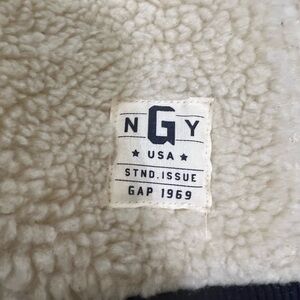 N G Y
★ USA ★
STND. ISSUE
GAP 1969